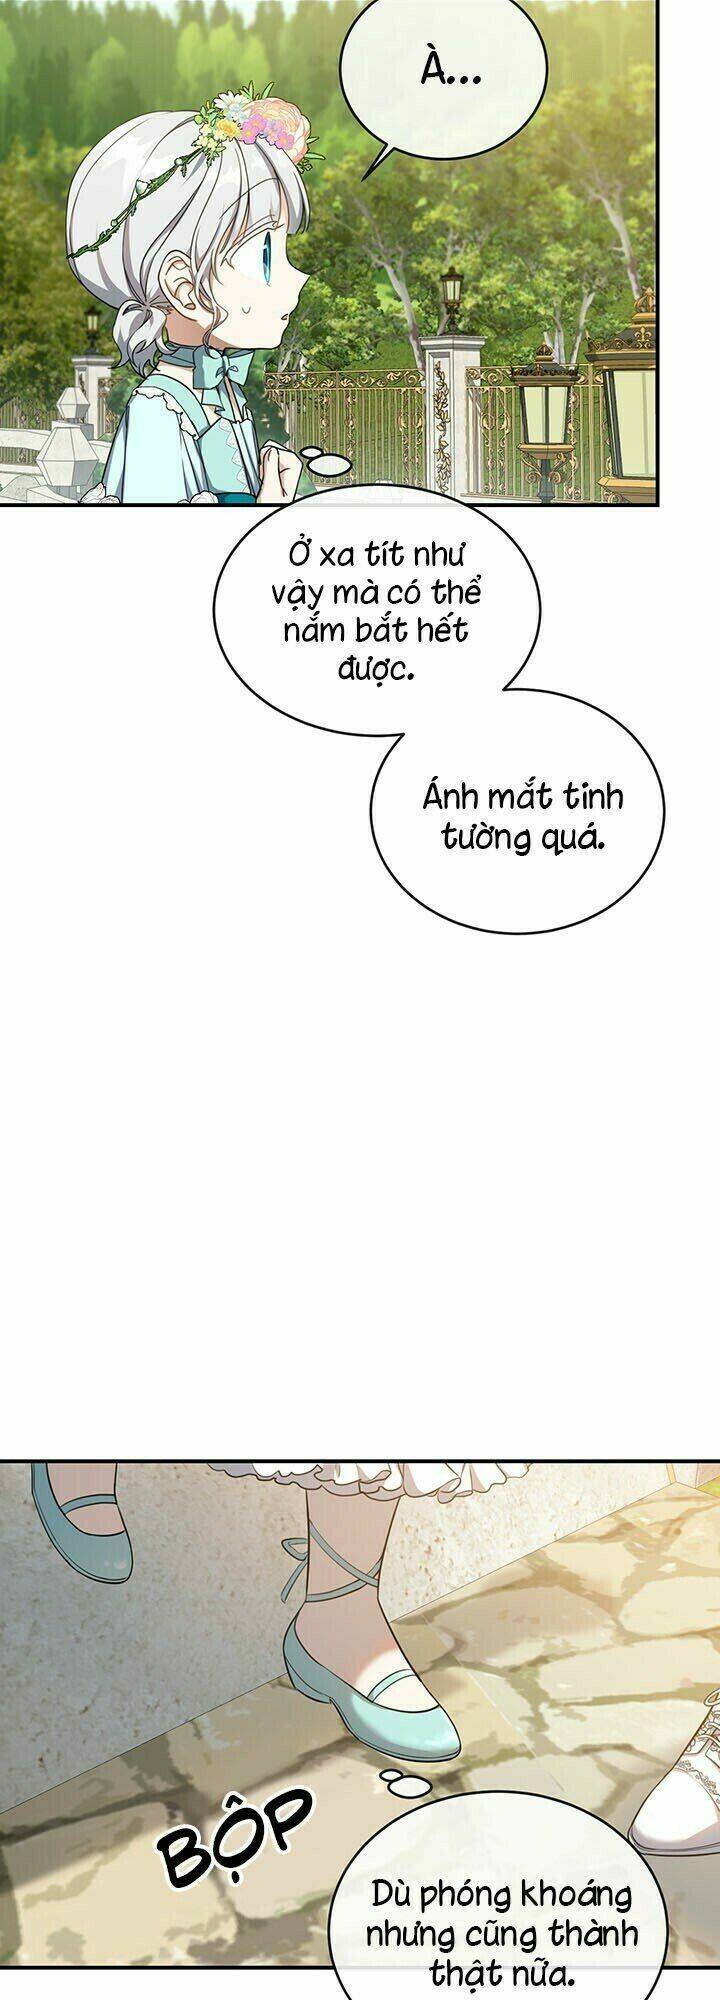 À...
Ở xa tít như
vậy mà có thể
nắm bắt hết
được.
Ánh mắt tinh
tường quá.
BỘP
Dù phóng khoáng
nhưng cũng thành
thật nữa.